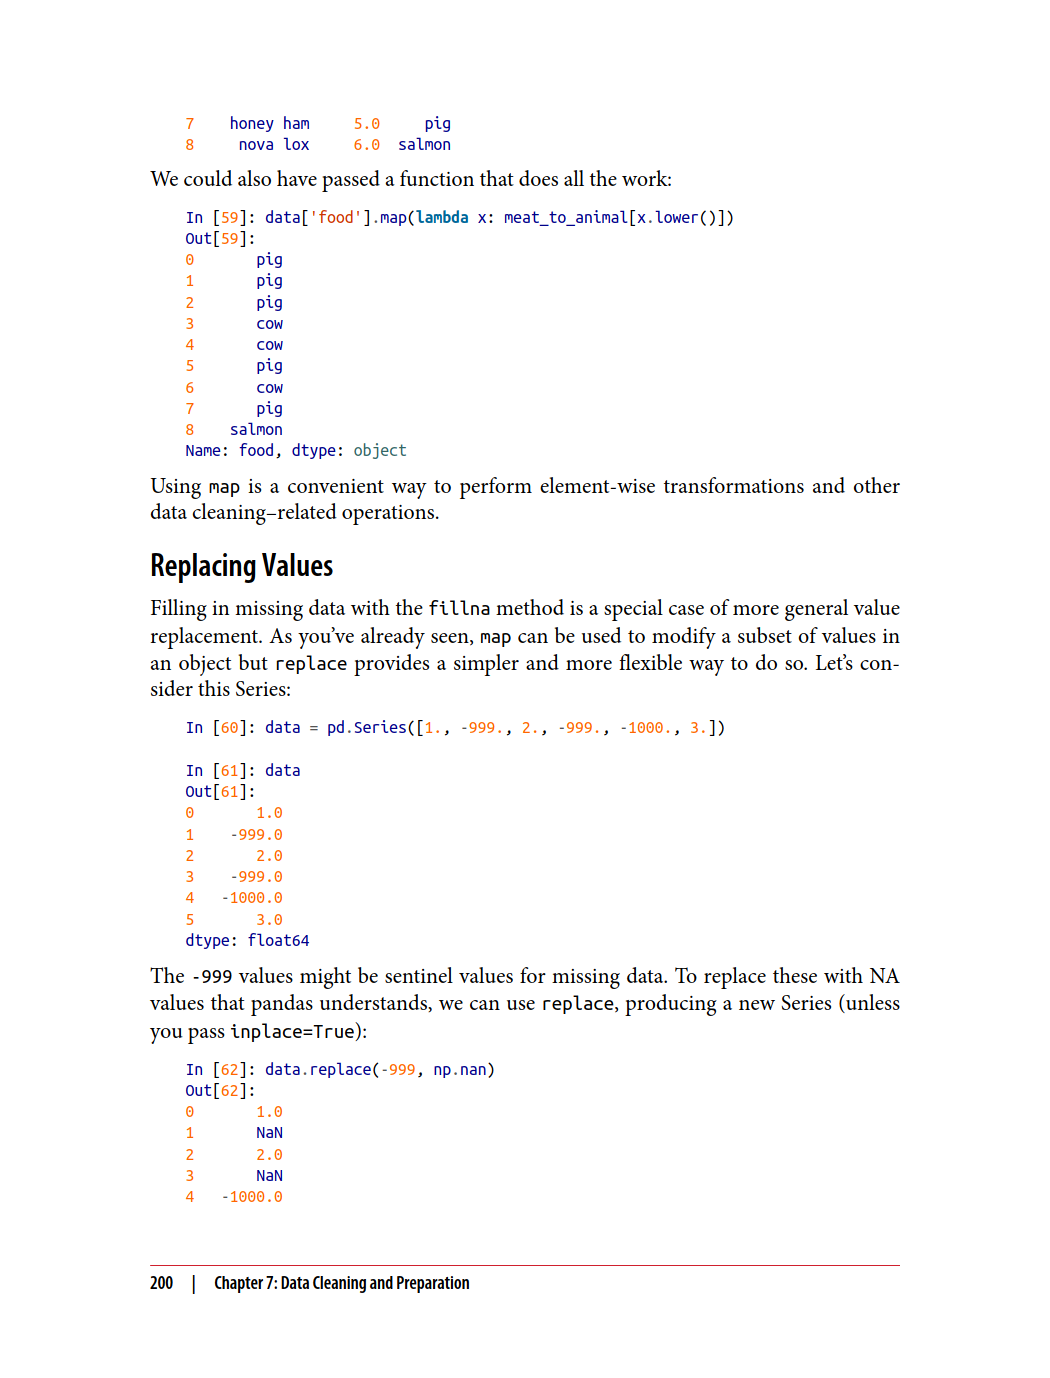 7    honey ham     5.0     pig
8     nova lox     6.0  salmon
We could also have passed a function that does all the work:
In [59]: data['food'].map(lambda x: meat_to_animal[x.lower()])
Out[59]:
0       pig
1       pig
2       pig
3       cow
4       cow
5       pig
6       cow
7       pig
8    salmon
Name: food, dtype: object
Using map is a convenient way to perform element-wise transformations and other
data cleaning–related operations.
Replacing Values
Filling in missing data with the fillna method is a special case of more general value
replacement. As you’ve already seen, map can be used to modify a subset of values in
an object but replace provides a simpler and more flexible way to do so. Let’s con-
sider this Series:
In [60]: data = pd.Series([1., -999., 2., -999., -1000., 3.])
In [61]: data
Out[61]:
0       1.0
1    -999.0
2       2.0
3    -999.0
4   -1000.0
5       3.0
dtype: float64
The -999 values might be sentinel values for missing data. To replace these with NA
values that pandas understands, we can use replace, producing a new Series (unless
you pass inplace=True):
In [62]: data.replace(-999, np.nan)
Out[62]:
0       1.0
1       NaN
2       2.0
3       NaN
4   -1000.0
200 | Chapter 7: Data Cleaning and Preparation